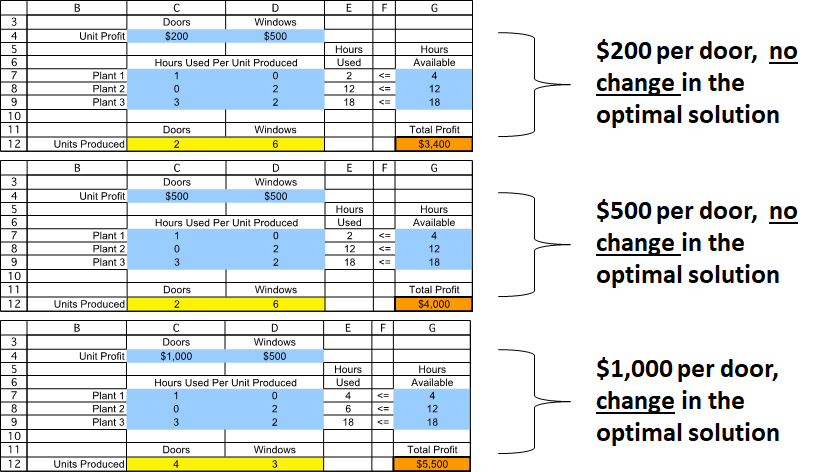 B C D E F G
3 Doors Windows
4 Unit Profit $200 $500
5 Hours Hours
6 Hours Used Per Unit Produced Used Available
7 Plant 1 1 0 2 <= 4
8 Plant 2 0 2 12 <= 12
9 Plant 3 3 2 18 <= 18
10
11 Doors Windows Total Profit
12 Units Produced 2 6 $3,400
$200 per door, no
change in the
optimal solution
B C D E F G
3 Doors Windows
4 Unit Profit $500 $500
5 Hours Hours
6 Hours Used Per Unit Produced Used Available
7 Plant 1 1 0 2 <= 4
8 Plant 2 0 2 12 <= 12
9 Plant 3 3 2 18 <= 18
10
11 Doors Windows Total Profit
12 Units Produced 2 6 $4,000
$500 per door, no
change in the
optimal solution
B C D E F G
3 Doors Windows
4 Unit Profit $1,000 $500
5 Hours Hours
6 Hours Used Per Unit Produced Used Available
7 Plant 1 1 0 4 <= 4
8 Plant 2 0 2 6 <= 12
9 Plant 3 3 2 18 <= 18
10
11 Doors Windows Total Profit
12 Units Produced 4 3 $5,500
$1,000 per door,
change in the
optimal solution